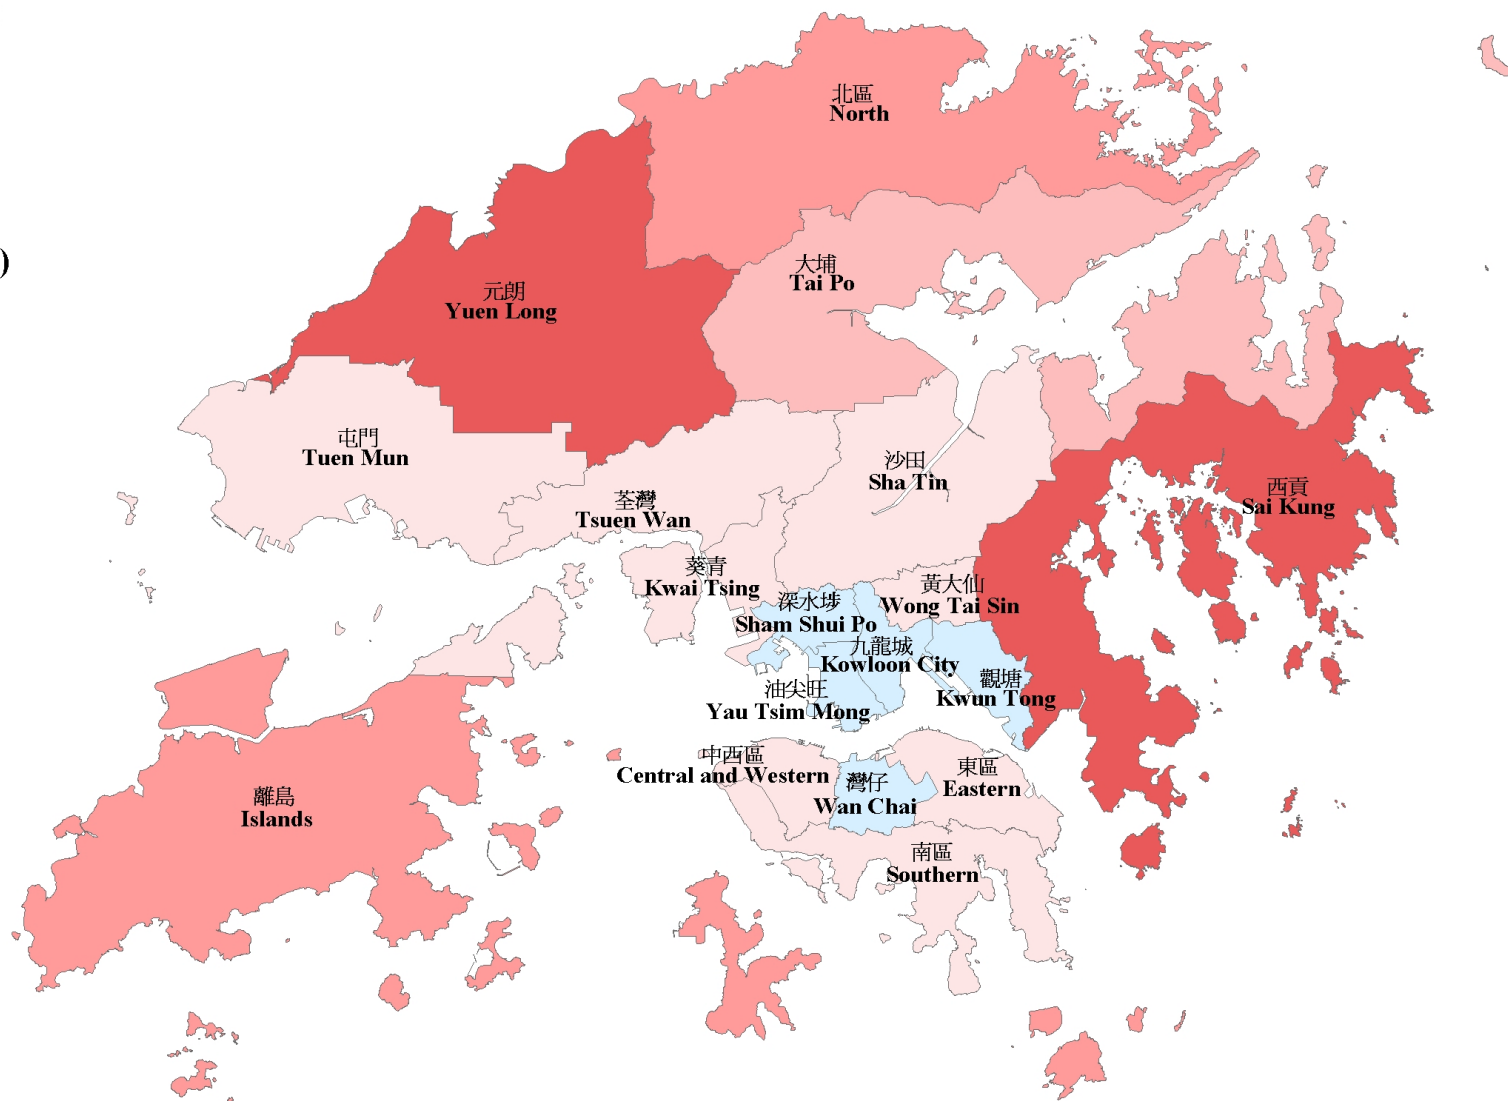 北區
North
)
大埔
Tai Po
元朗
Yuen Long
屯門
Tuen Mun
沙田
Sha Tin
荃灣
Tsuen Wan
西貢
Sai Kung
葵青
Kwai Tsing
黃大仙
Wong Tai Sin
深水埗
Sham Shui Po
九龍城
Kowloon City
觀塘
Kwun Tong
油尖旺
Yau Tsim Mong
中西區
Central and Western
灣仔
Wan Chai
東區
Eastern
離島
Islands
南區
Southern